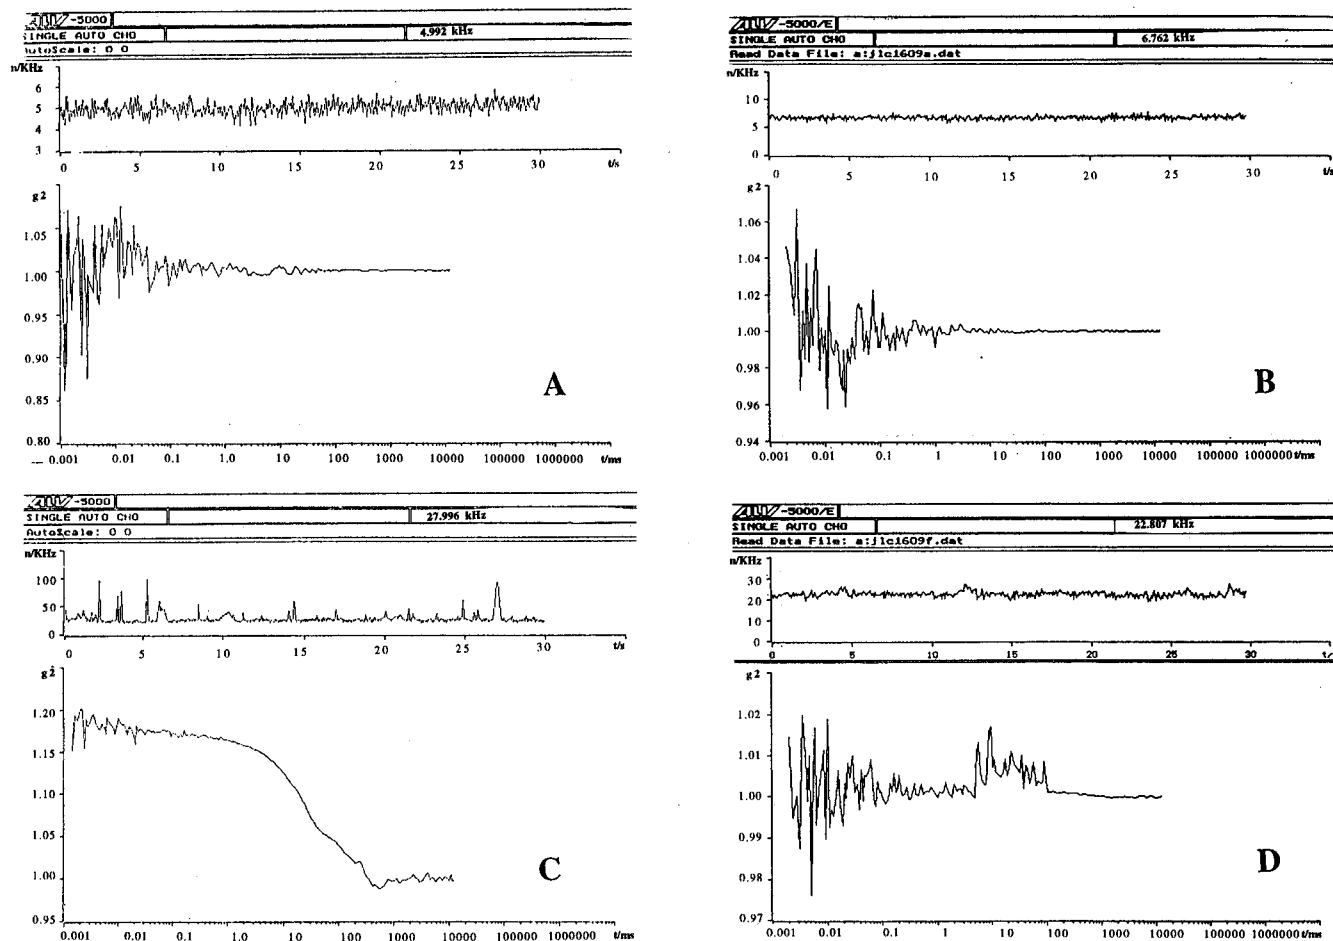 ALV-5000
SINGLE AUTO CH0 4.992 kHz
AutoScale: 0 0
n/KHz
6
5
4
3
0 5 10 15 20 25 30 t/s
g2
1.05
1.00
0.95
0.90
0.85
0.80
A
0.001 0.01 0.1 1.0 10 100 1000 10000 100000 1000000 t/ms
ALV-5000/E
SINGLE AUTO CH0 6.762 kHz
Read Data File: a:jlc1609a.dat
n/KHz
10
5
0
0 5 10 15 20 25 30 t/s
g2
1.06
1.04
1.02
1.00
0.98
0.96
0.94
B
0.001 0.01 0.1 1 10 100 1000 10000 100000 1000000 t/ms
ALV-5000
SINGLE AUTO CH0 27.996 kHz
AutoScale: 0 0
n/KHz
100
50
0
0 5 10 15 20 25 30 t/s
g2
1.20
1.15
1.10
1.05
1.00
0.95
C
0.001 0.01 0.1 1.0 10 100 1000 10000 100000 1000000 t/ms
ALV-5000/E
SINGLE AUTO CH0 22.807 kHz
Read Data File: a:jlc1609f.dat
n/KHz
30
20
10
0
0 5 10 15 20 25 30 t/s
g2
1.02
1.01
1.00
0.99
0.98
0.97
D
0.001 0.01 0.1 1 10 100 1000 10000 100000 1000000 t/ms